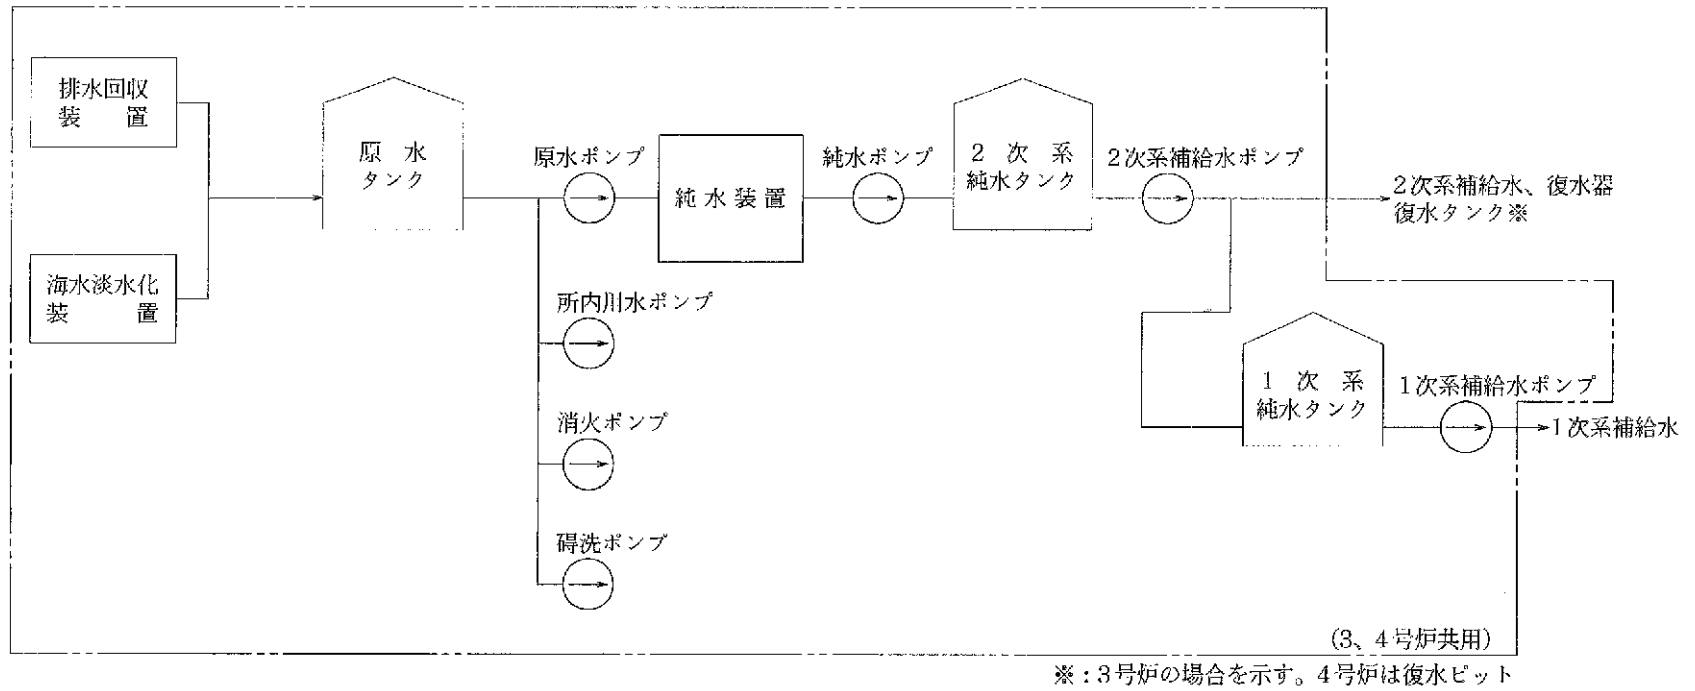 排水回収
装　　置
海水淡水化
装　　置
原　水
タンク
原水ポンプ
純水装置
純水ポンプ
2　次　系
純水タンク
2次系補給水ポンプ
2次系補給水、復水器
復水タンク※
所内川水ポンプ
消火ポンプ
碍洗ポンプ
1　次　系
純水タンク
1次系補給水ポンプ
1次系補給水
(3、4号炉共用)
※：3号炉の場合を示す。4号炉は復水ピット